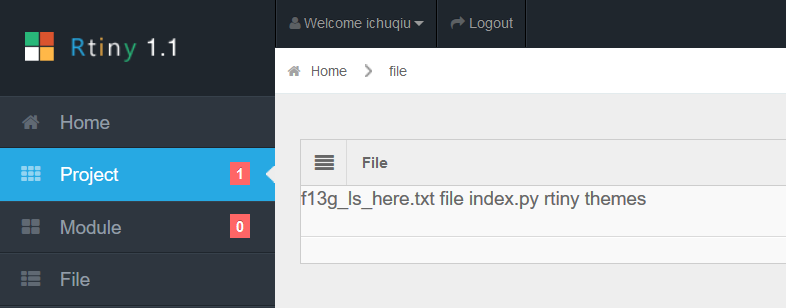 Rtiny 1.1
Welcome ichuqiu Logout
Home file
Home
Project 1
Module 0
File
File
f13g_ls_here.txt file index.py rtiny themes